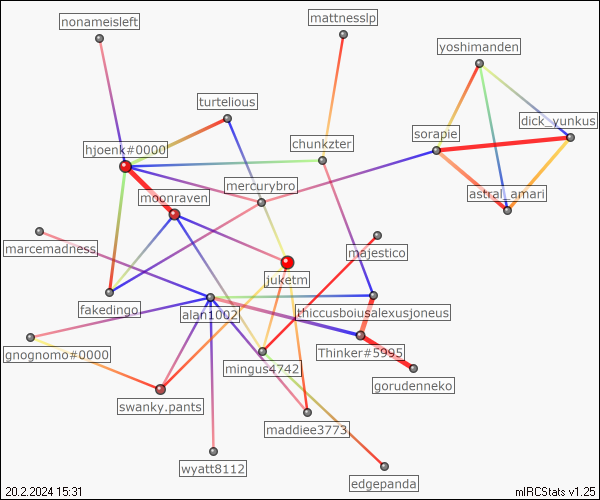 nonameisleft
mattnesslp
yoshimanden
turtelious
dick_yunkus
sorapie
hjoenk#0000
chunkzter
mercurybro
astral_amari
moonraven
marcemadness
majestico
juketm
fakedingo
alan1002
thiccusboiusalexusjoneus
gnognomo#0000
Thinker#5995
mingus4742
gorudenneko
swanky.pants
maddiee3773
wyatt8112
edgepanda
20.2.2024 15:31
mIRCStats v1.25